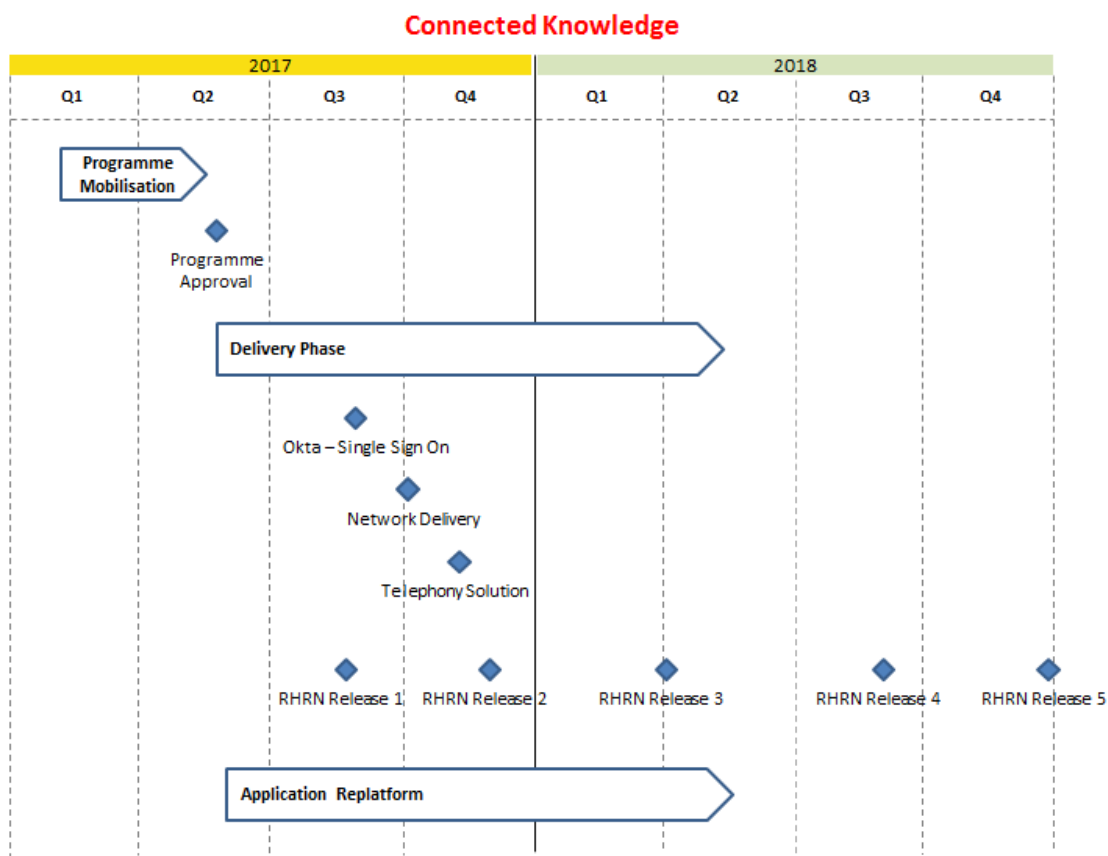 Connected Knowledge
2017 2018
Q1 Q2 Q3 Q4 Q1 Q2 Q3 Q4
Programme
Mobilisation
Programme
Approval
Delivery Phase
Okta – Single Sign On
Network Delivery
Telephony Solution
RHRN Release 1 RHRN Release 2 RHRN Release 3 RHRN Release 4 RHRN Release 5
Application Replatform